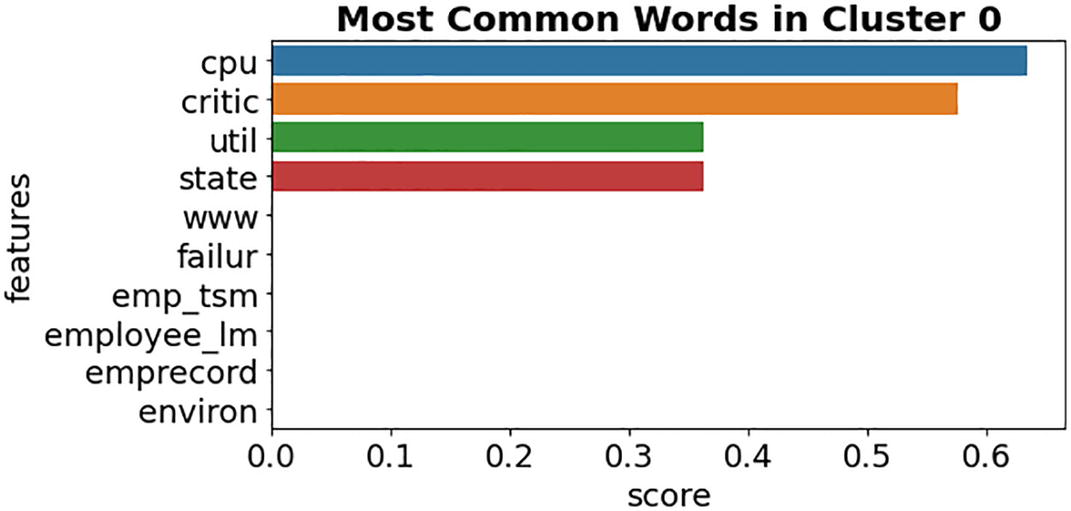 Most Common Words in Cluster 0
cpu
critic
util
state
www
failur
emp_tsm
employee_lm
emprecord
environ
features
0.0 0.1 0.2 0.3 0.4 0.5 0.6
score